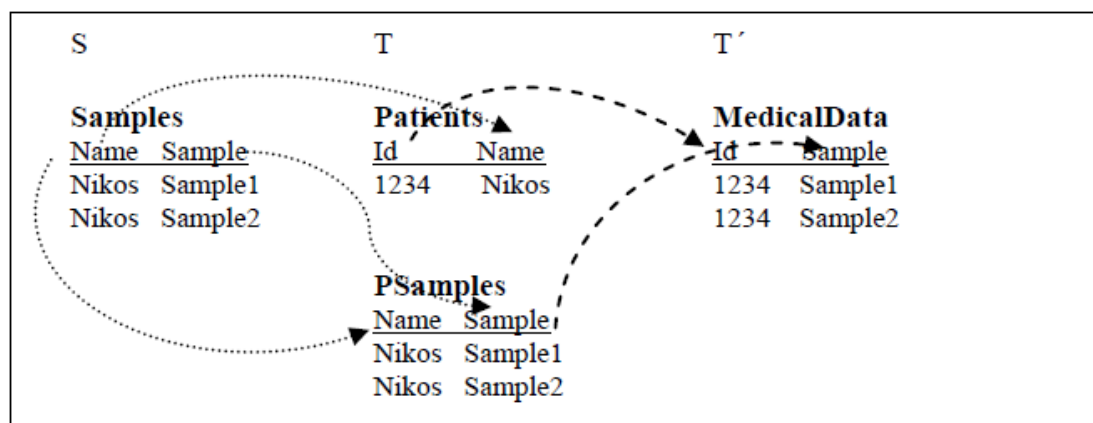 S T T´
Samples Patients MedicalData
Name Sample Id Name Id Sample
Nikos Sample1 1234 Nikos 1234 Sample1
Nikos Sample2 1234 Sample2
PSamples
Name Sample
Nikos Sample1
Nikos Sample2